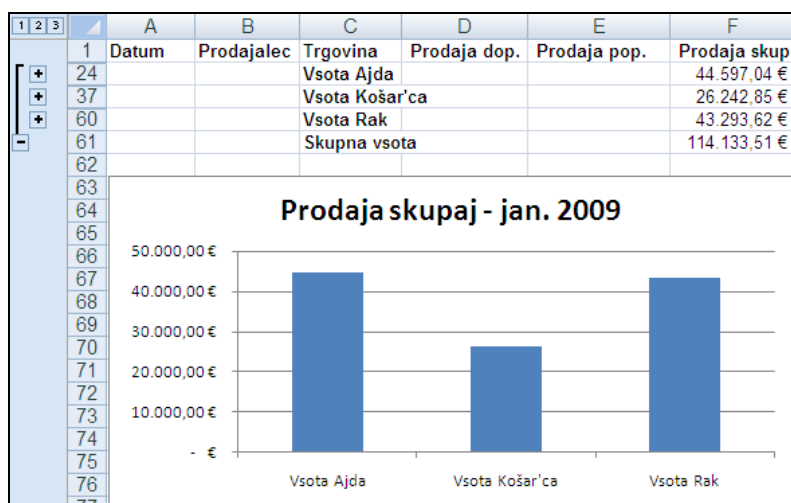 1 2 3
A B C D E F
1 Datum Prodajalec Trgovina Prodaja dop. Prodaja pop. Prodaja skup
24 Vsota Ajda 44.597,04 €
37 Vsota Košar'ca 26.242,85 €
60 Vsota Rak 43.293,62 €
61 Skupna vsota 114.133,51 €
62
63
64
65
66
67
68
69
70
71
72
73
74
75
76
Prodaja skupaj - jan. 2009
50.000,00 €
40.000,00 €
30.000,00 €
20.000,00 €
10.000,00 €
- €
Vsota Ajda Vsota Košar'ca Vsota Rak